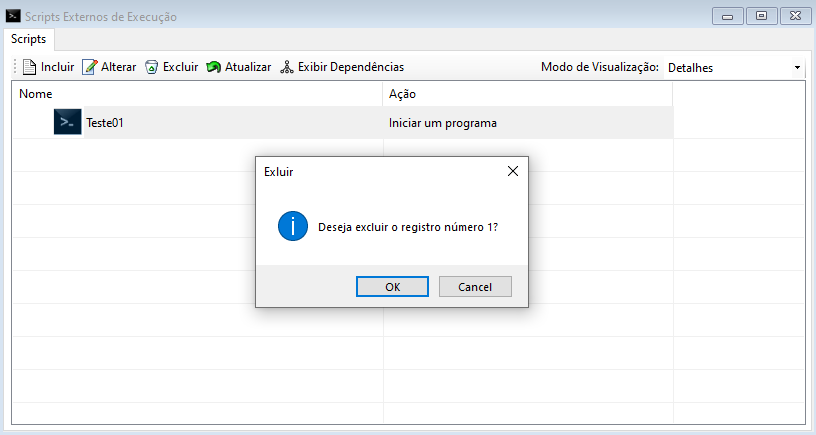 Scripts Externos de Execução
Scripts
Incluir Alterar Excluir Atualizar Exibir Dependências Modo de Visualização: Detalhes
Nome Ação
Teste01 Iniciar um programa
Exluir
Deseja excluir o registro número 1?
OK Cancel